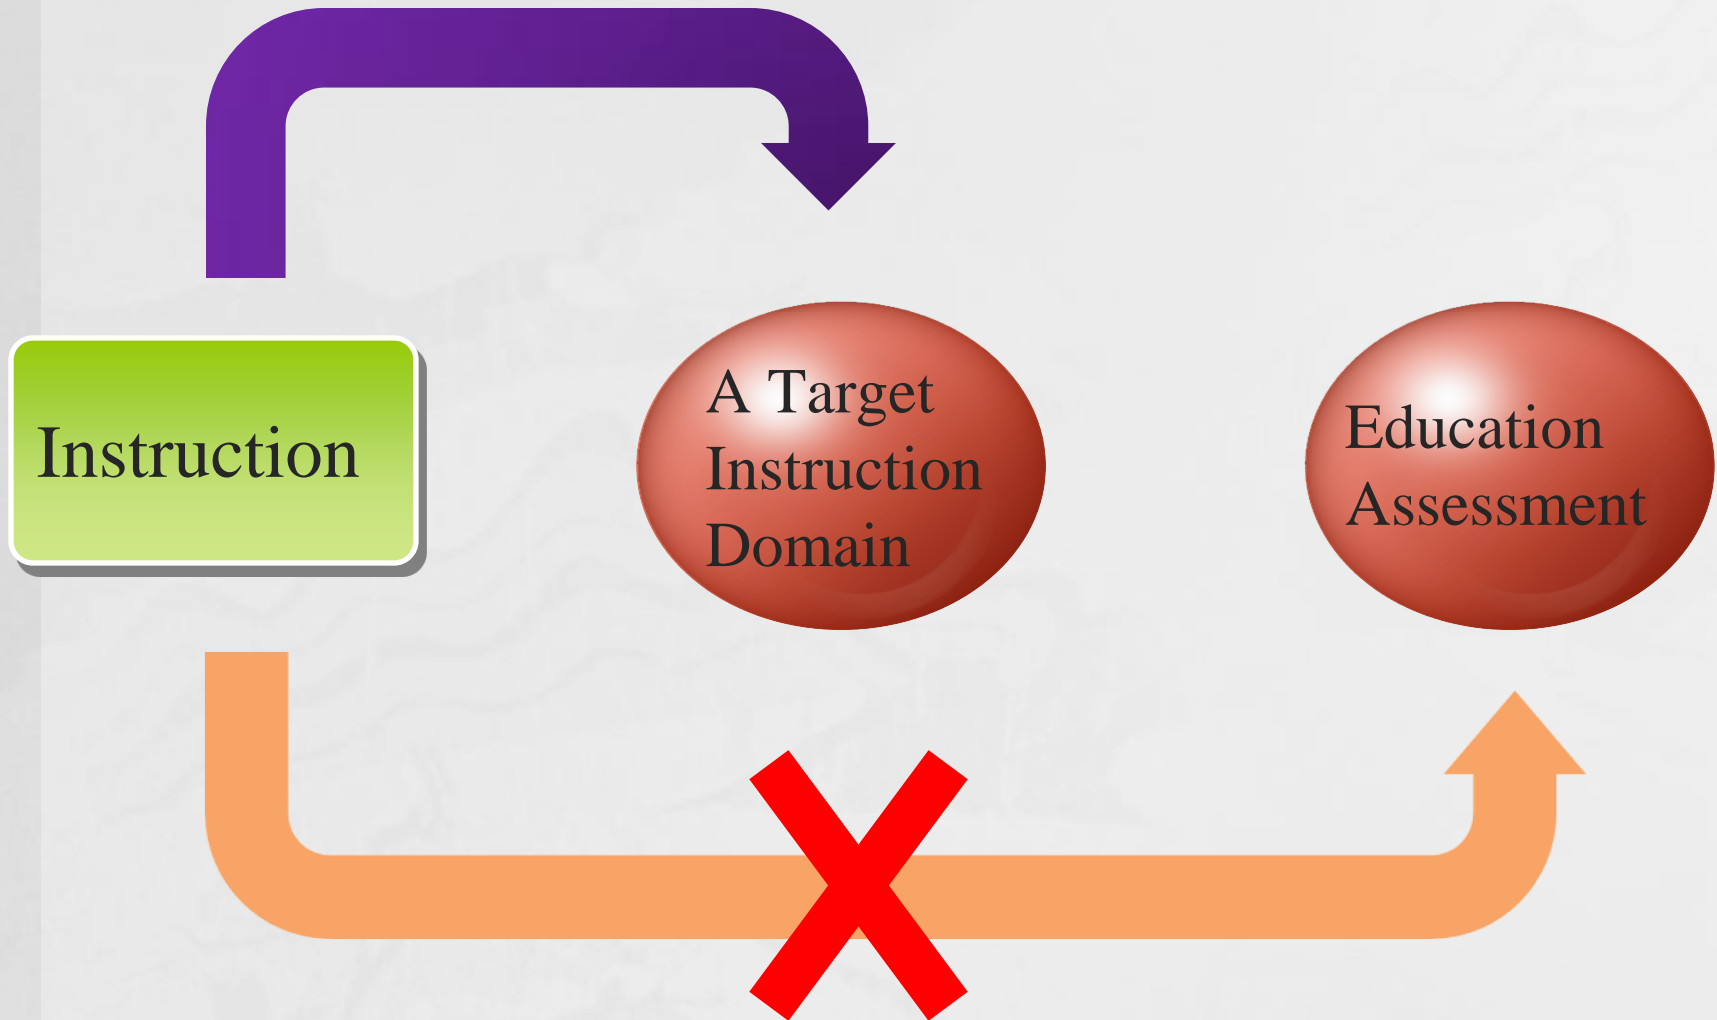 Instruction
A Target
Instruction
Domain
Education
Assessment